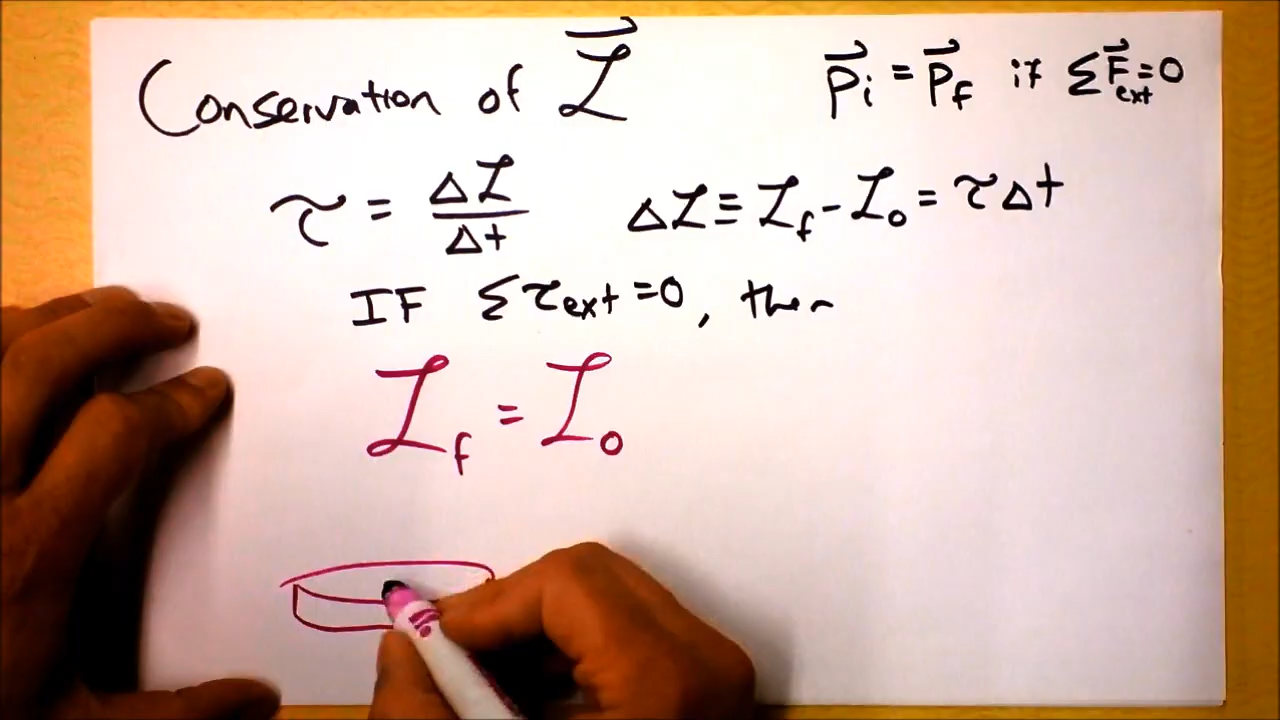 Conservation of L⃗
p⃗i = p⃗f if ΣF⃗ext = 0
τ = ΔL/Δt
ΔL ≡ Lf - L0 = τΔt
IF Στext = 0, then
Lf = L0